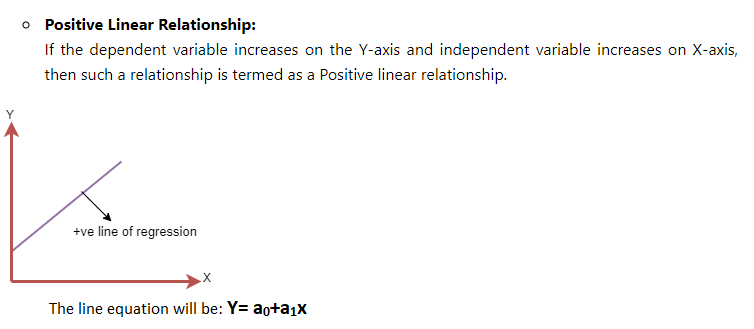 Positive Linear Relationship:
If the dependent variable increases on the Y-axis and independent variable increases on X-axis,
then such a relationship is termed as a Positive linear relationship.
Y
+ve line of regression
X
The line equation will be: Y= a₀+a₁x